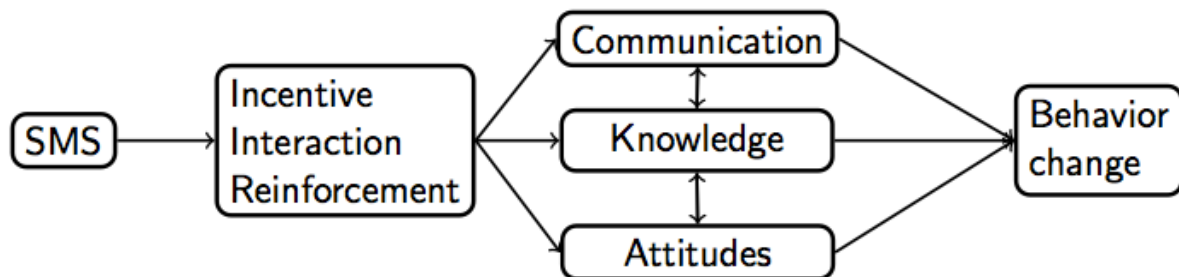 SMS
Incentive
Interaction
Reinforcement
Communication
Knowledge
Attitudes
Behavior
change